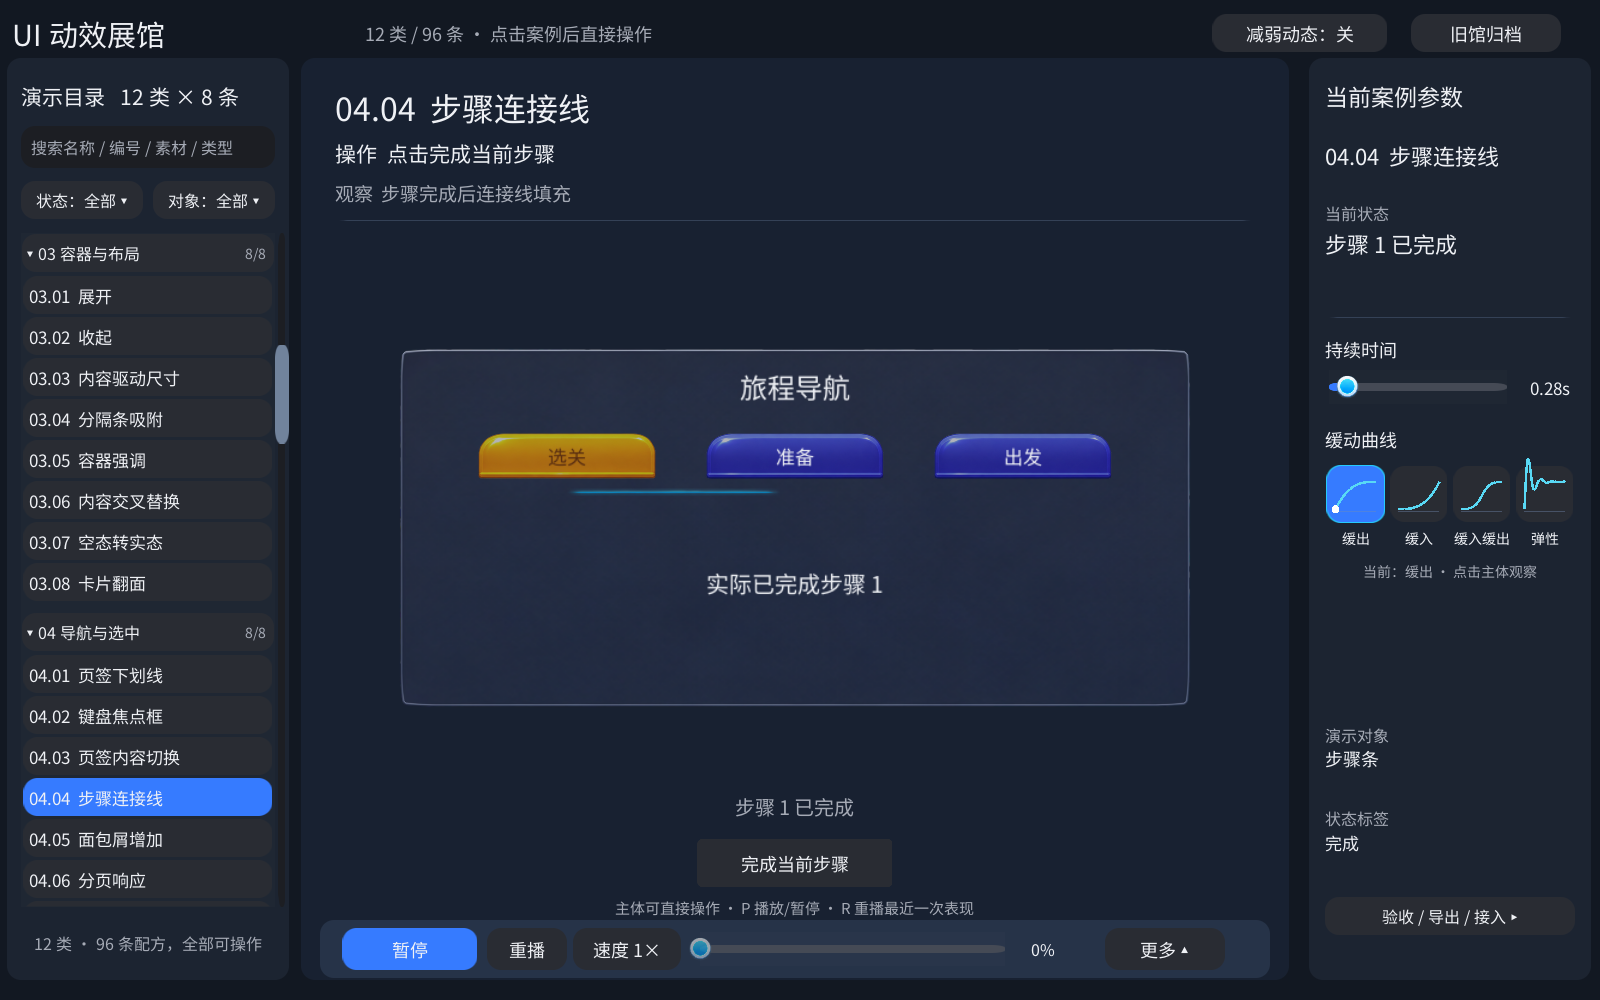 UI 动效展馆
12 类 / 96 条 • 点击案例后直接操作
减弱动态：关
旧馆归档
演示目录 12 类 × 8 条
搜索名称 / 编号 / 素材 / 类型
状态：全部 ▾
对象：全部 ▾
▾ 03 容器与布局 8/8
03.01 展开
03.02 收起
03.03 内容驱动尺寸
03.04 分隔条吸附
03.05 容器强调
03.06 内容交叉替换
03.07 空态转实态
03.08 卡片翻面
▾ 04 导航与选中 8/8
04.01 页签下划线
04.02 键盘焦点框
04.03 页签内容切换
04.04 步骤连接线
04.05 面包屑增加
04.06 分页响应
12 类 • 96 条配方，全部可操作
04.04 步骤连接线
操作 点击完成当前步骤
观察 步骤完成后连接线填充
旅程导航
选关
准备
出发
实际已完成步骤 1
步骤 1 已完成
完成当前步骤
主体可直接操作 • P 播放/暂停 • R 重播最近一次表现
暂停
重播
速度 1×
0%
更多 ▴
当前案例参数
04.04 步骤连接线
当前状态
步骤 1 已完成
持续时间
0.28s
缓动曲线
缓出
缓入
缓入缓出
弹性
当前：缓出 • 点击主体观察
演示对象
步骤条
状态标签
完成
验收 / 导出 / 接入 ▸